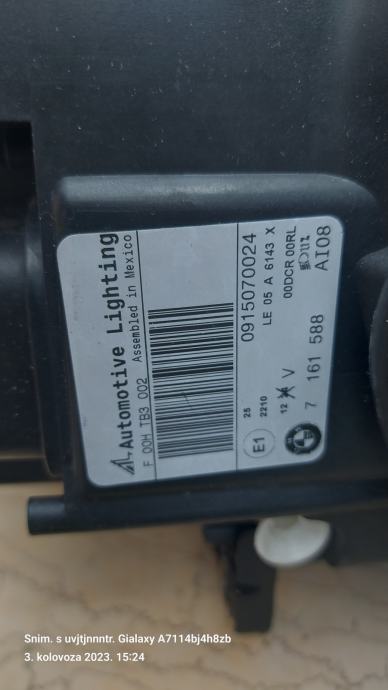 Automotive Lighting
F 00H TB3 002 Assembled in Mexico
0915070024
LE 05 A 6143 X
00DCR 00RL
25
2210
E1
12 V
7 161 588 AI08
Snim. s uvjtjnnntr. Gialaxy A7114bj4h8zb
3. kolovoza 2023. 15:24